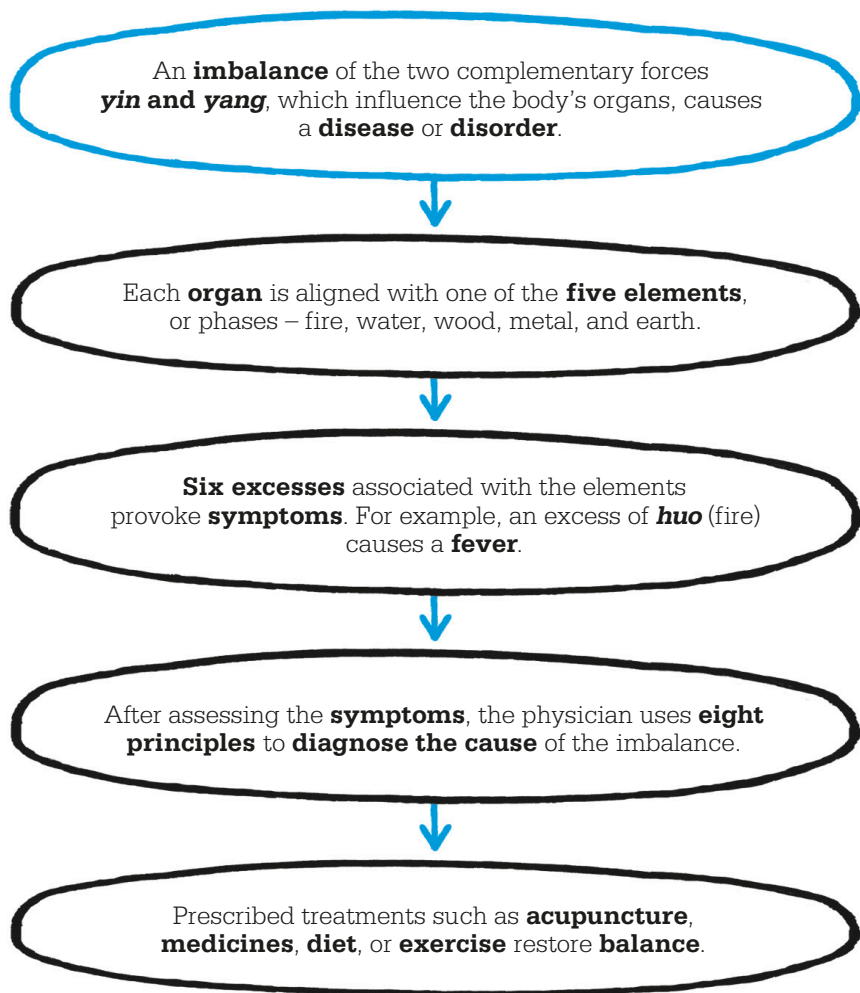 An imbalance of the two complementary forces
yin and yang, which influence the body’s organs, causes
a disease or disorder.
Each organ is aligned with one of the five elements,
or phases – fire, water, wood, metal, and earth.
Six excesses associated with the elements
provoke symptoms. For example, an excess of huo (fire)
causes a fever.
After assessing the symptoms, the physician uses eight
principles to diagnose the cause of the imbalance.
Prescribed treatments such as acupuncture,
medicines, diet, or exercise restore balance.